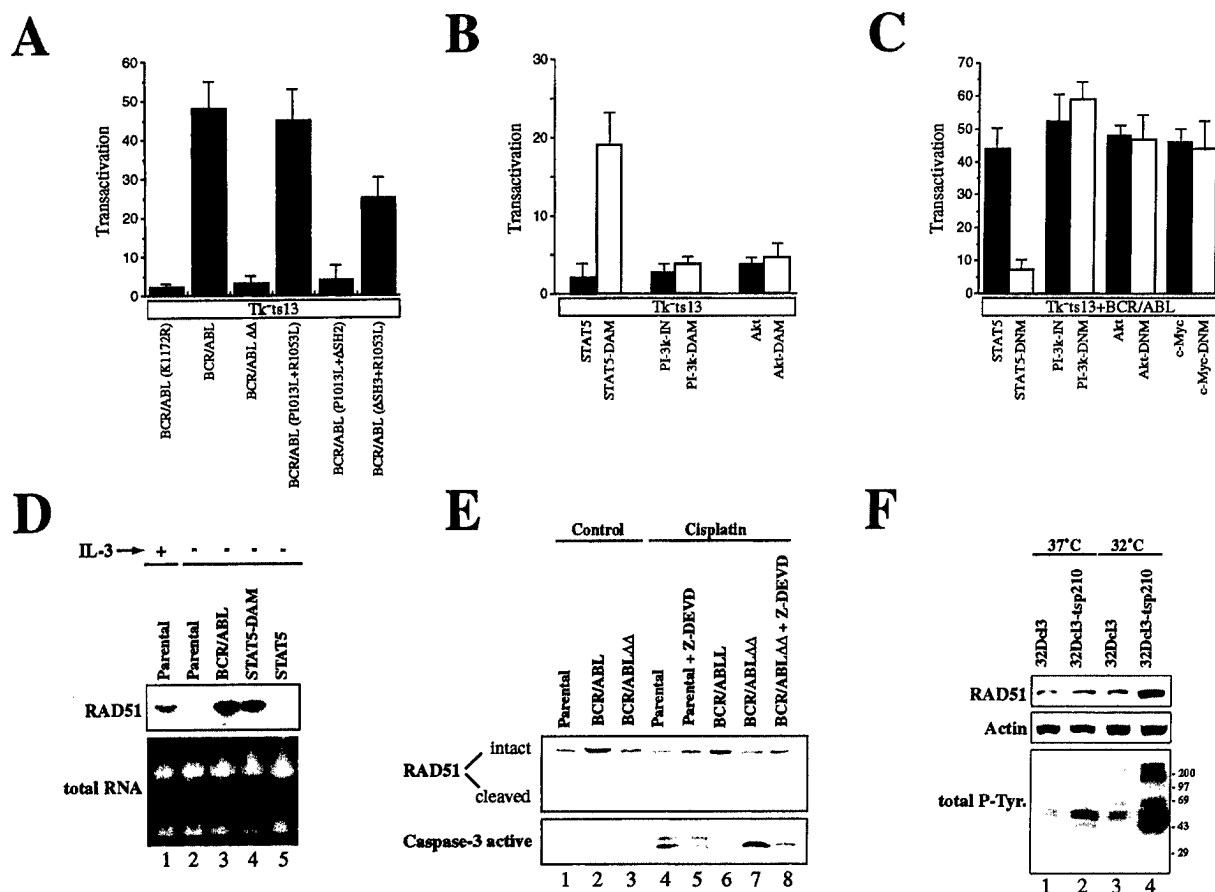 A
Transactivation
60
50
40
30
20
10
0
Tk-ts13
BCR/ABL (K1172R)
BCR/ABL
BCR/ABL ΔΔ
BCR/ABL (P1013L+R1053L)
BCR/ABL (P1013L+ΔSH2)
BCR/ABL (ΔSH3+R1053L)
B
Transactivation
30
20
10
0
Tk-ts13
STAT5
STAT5-DAM
PI-3k-IN
PI-3k-DAM
Akt
Akt-DAM
C
Transactivation
70
60
50
40
30
20
10
0
Tk-ts13+BCR/ABL
STAT5
STAT5-DNM
PI-3k-IN
PI-3k-DNM
Akt
Akt-DNM
c-Myc
c-Myc-DNM
D
IL-3 → + - - - -
Parental
Parental
BCR/ABL
STAT5-DAM
STAT5
RAD51
total RNA
1 2 3 4 5
E
Control Cisplatin
Parental
BCR/ABL
BCR/ABLΔΔ
Parental
Parental + Z-DEVD
BCR/ABLL
BCR/ABLΔΔ
BCR/ABLΔΔ + Z-DEVD
RAD51
intact
cleaved
Caspase-3 active
1 2 3 4 5 6 7 8
F
37°C 32°C
32Dcl3
32Dcl3-tsp210
32Dcl3
32Dcl3-tsp210
RAD51
Actin
total P-Tyr.
- 200
- 97
- 69
- 43
- 29
1 2 3 4